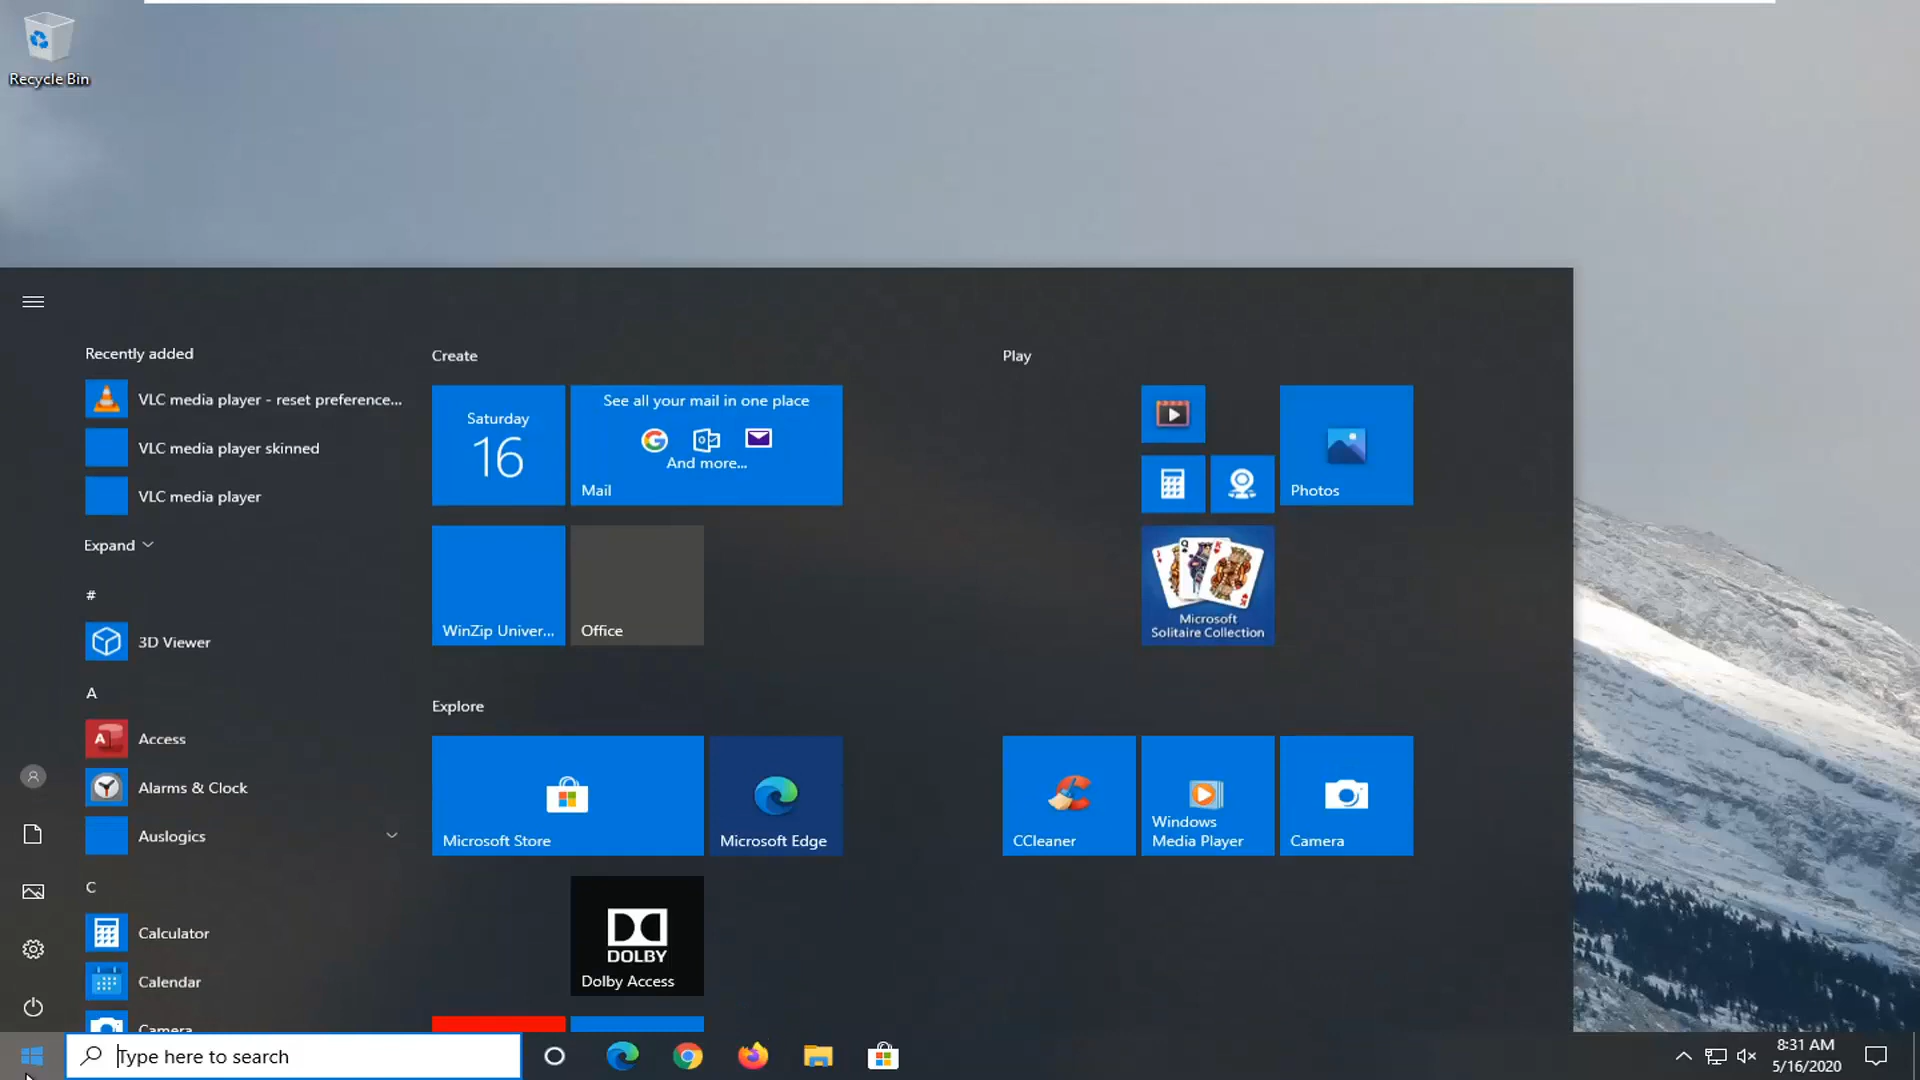 Recycle Bin
Recently added
VLC media player - reset preference...
VLC media player skinned
VLC media player
Expand
#
3D Viewer
A
Access
Alarms & Clock
Auslogics
C
Calculator
Calendar
Camera
Create
Saturday
16
See all your mail in one place
And more...
Mail
WinZip Univer...
Office
Explore
Microsoft Store
Microsoft Edge
DOLBY
Dolby Access
Play
Photos
Microsoft
Solitaire Collection
CCleaner
Windows
Media Player
Camera
Type here to search
8:31 AM
5/16/2020